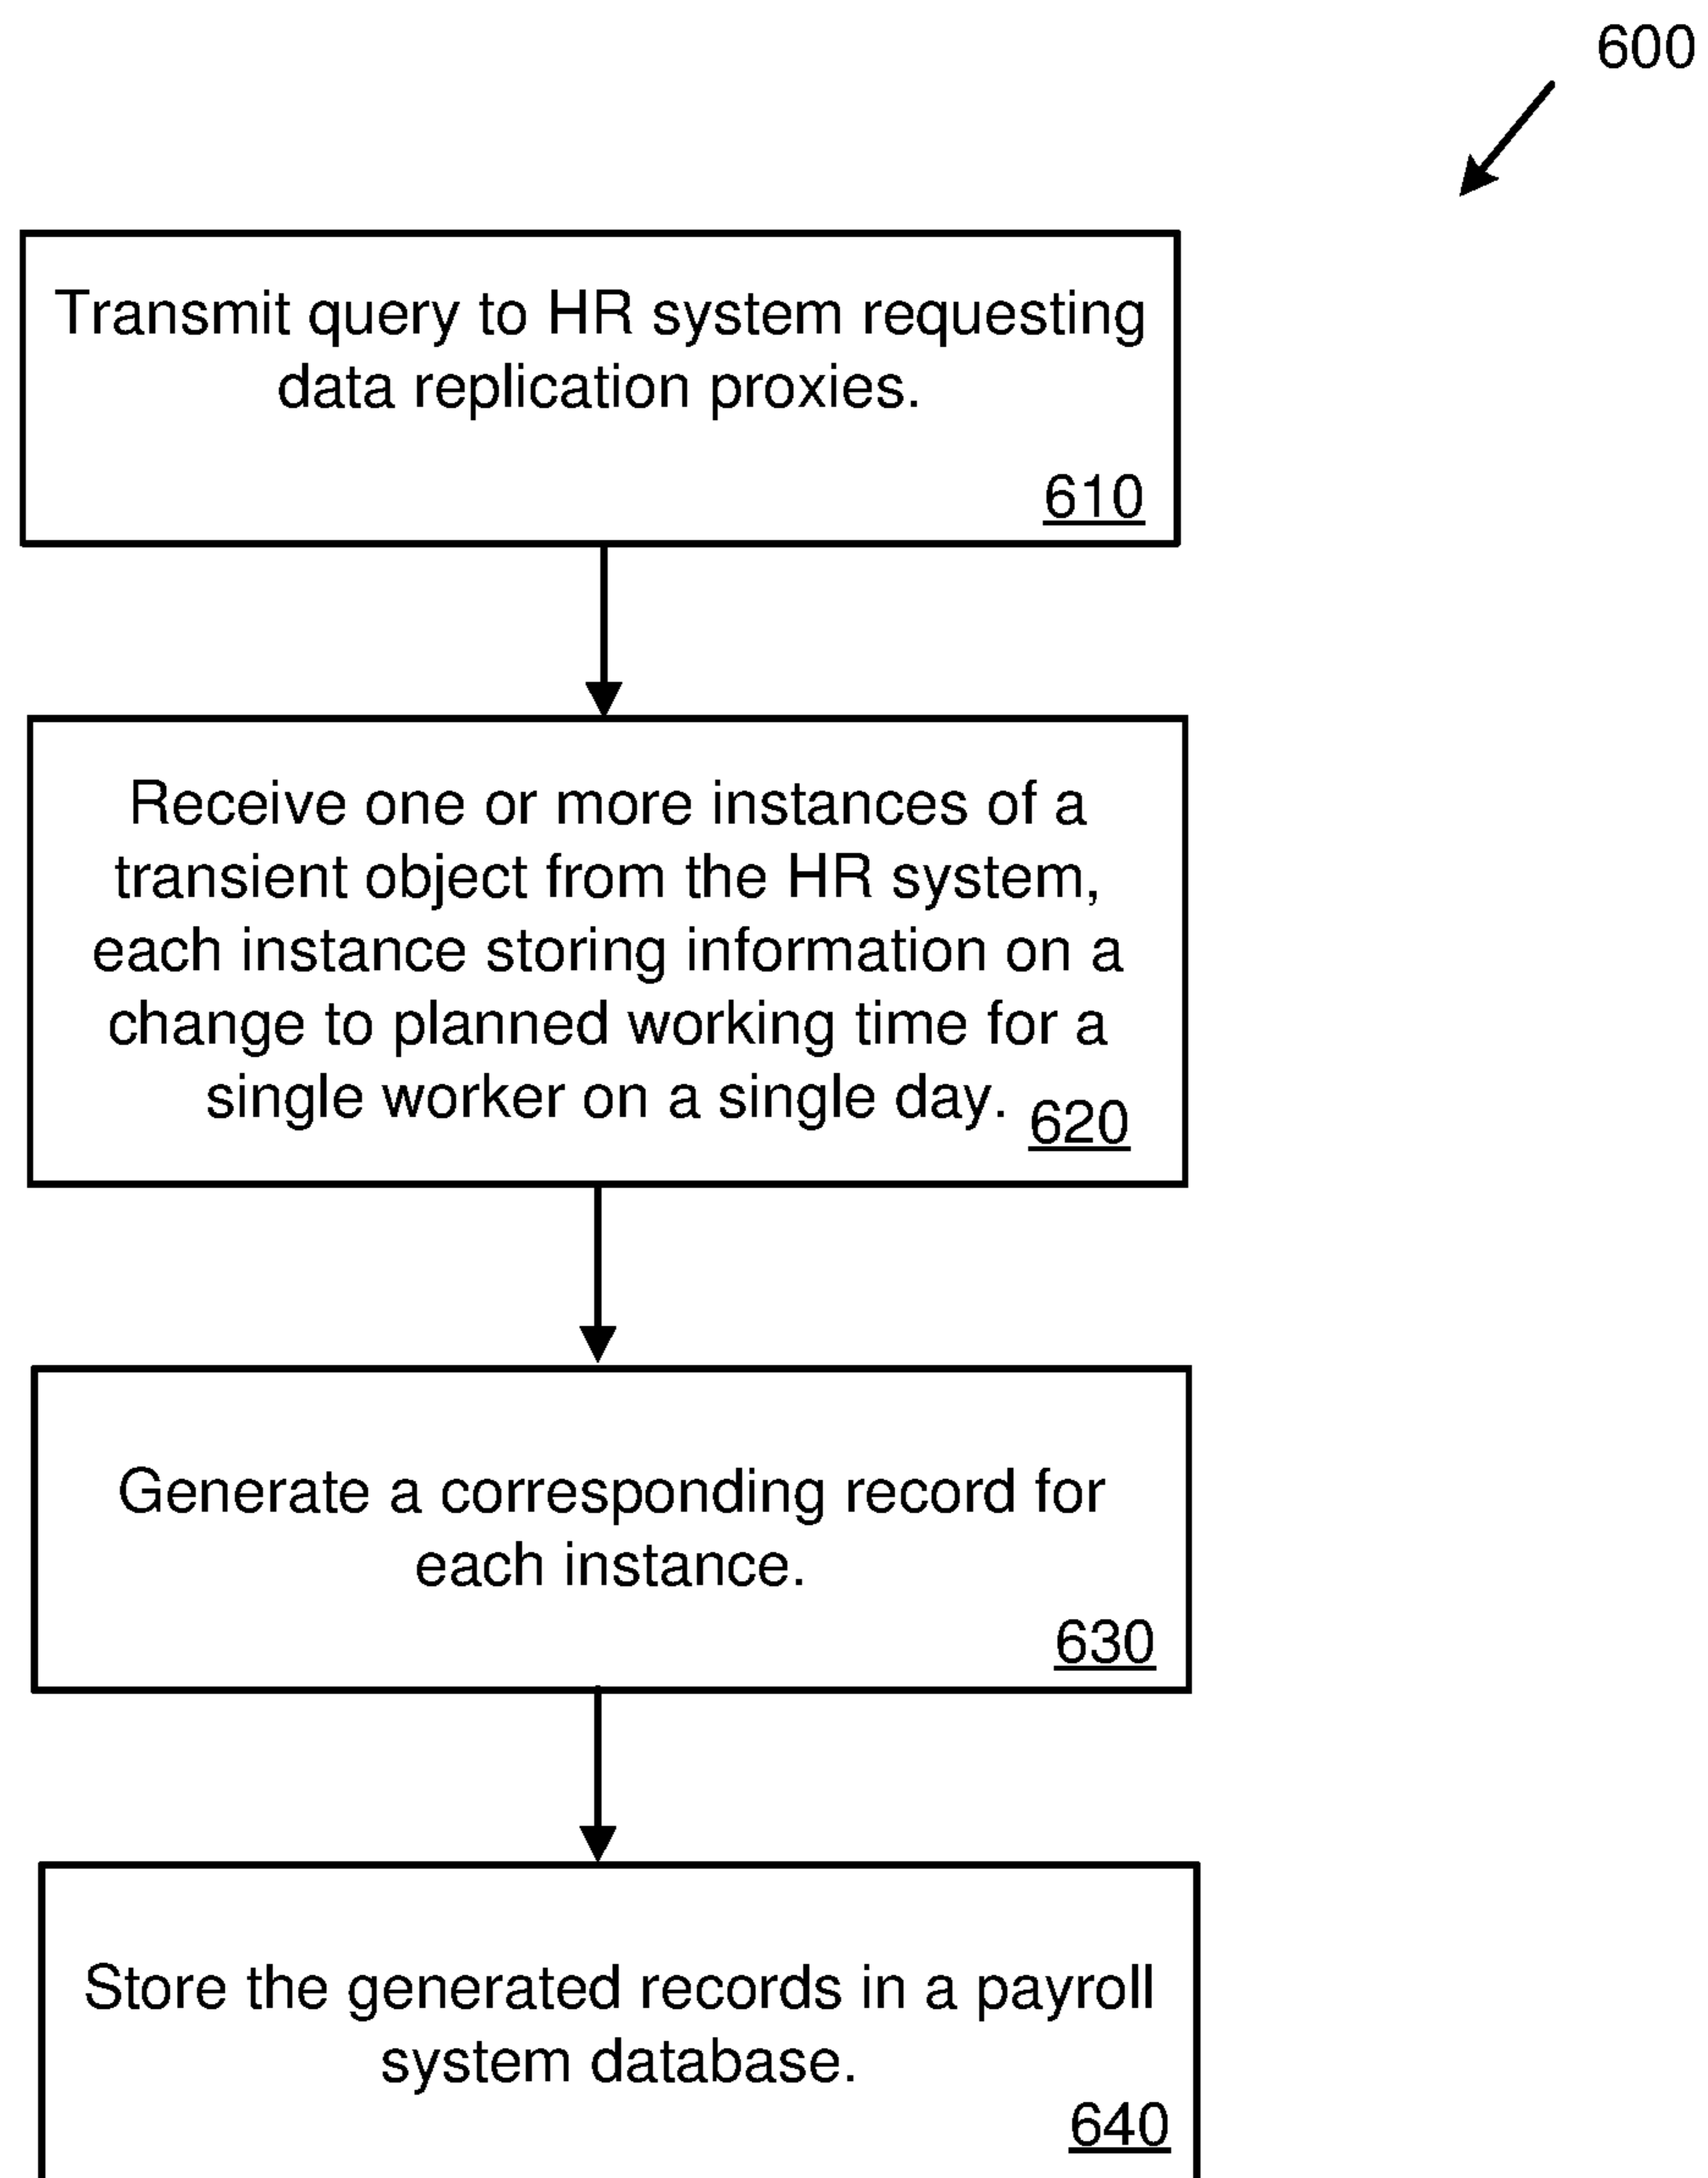 600
Transmit query to HR system requesting
data replication proxies.
610
Receive one or more instances of a
transient object from the HR system,
each instance storing information on a
change to planned working time for a
single worker on a single day.
620
Generate a corresponding record for
each instance.
630
Store the generated records in a payroll
system database.
640